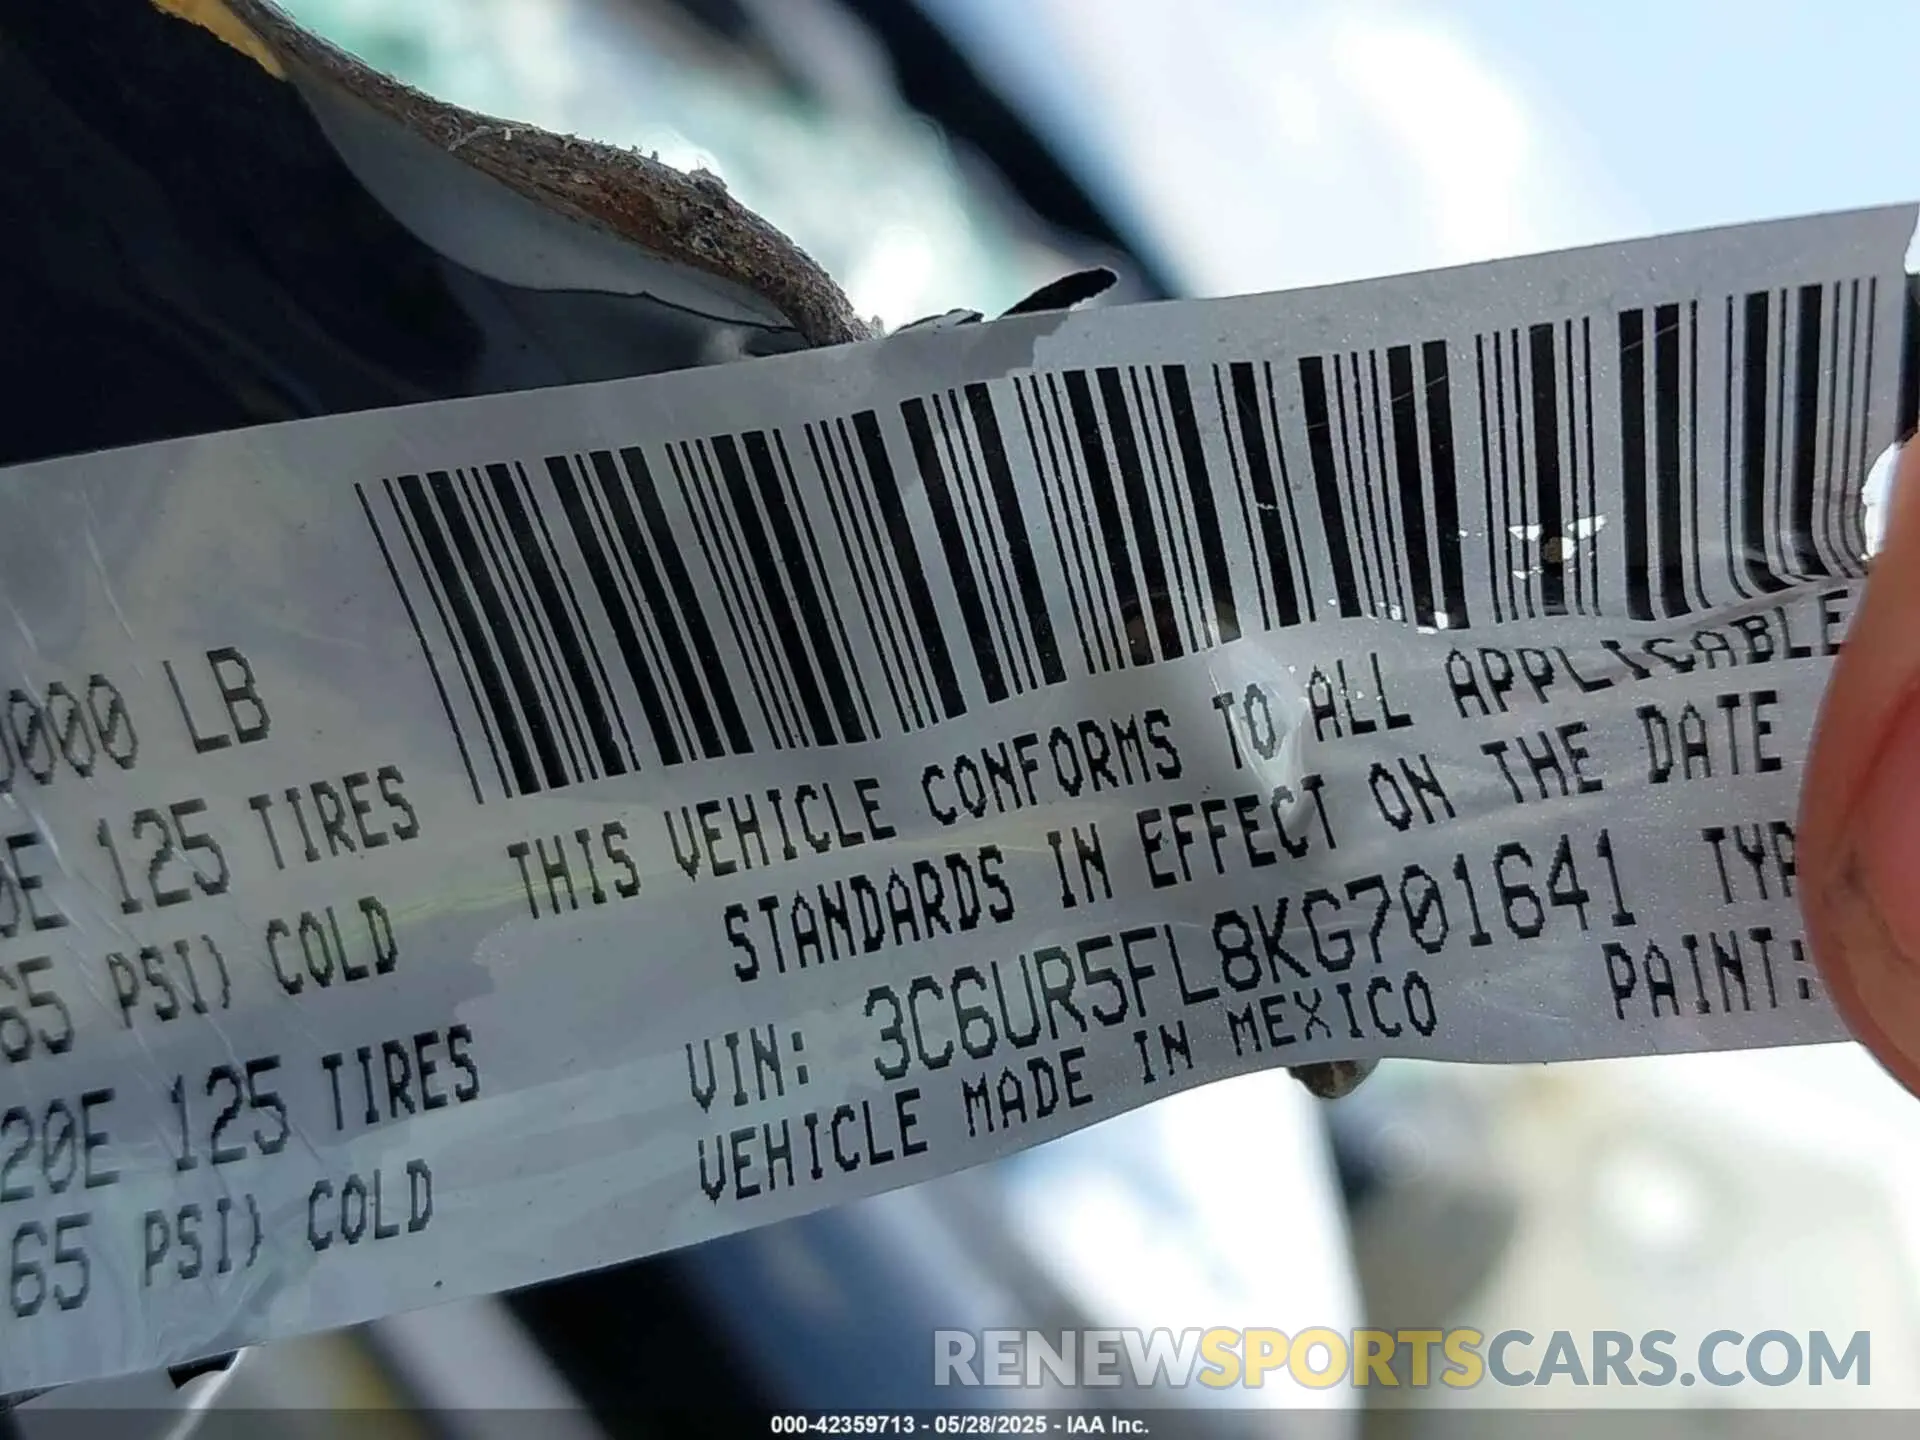 000 LB
E 125 TIRES
65 PSI) COLD
20E 125 TIRES
65 PSI) COLD
THIS VEHICLE CONFORMS TO ALL APPLICABLE
STANDARDS IN EFFECT ON THE DATE
VIN: 3C6UR5FL8KG701641 TYP
VEHICLE MADE IN MEXICO PAINT:
RENEWSPORTSCARS.COM
000-42359713 - 05/28/2025 - IAA Inc.